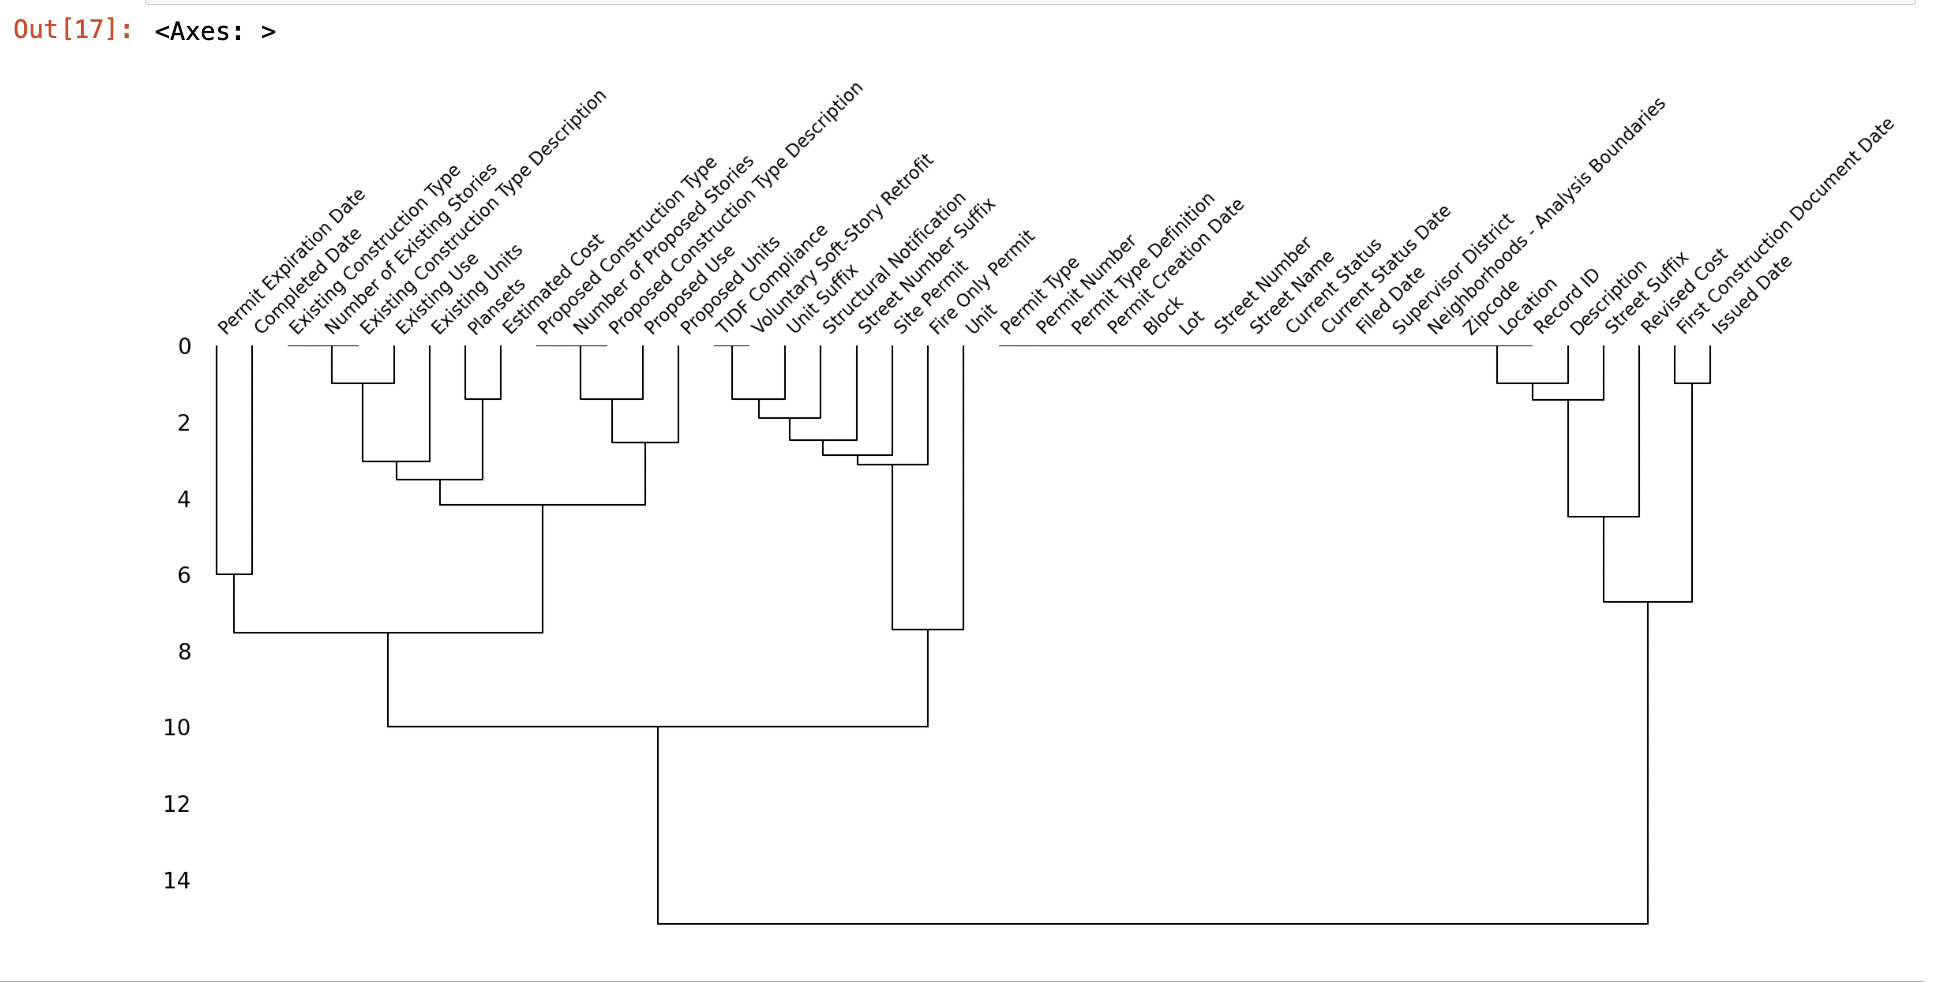 Out[17]: <Axes: >
Permit Expiration Date
Completed Date
Existing Construction Type
Number of Existing Stories
Existing Construction Type Description
Existing Use
Existing Units
Plansets
Estimated Cost
Proposed Construction Type
Number of Proposed Stories
Proposed Construction Type Description
Proposed Use
Proposed Units
TIDF Compliance
Voluntary Soft-Story Retrofit
Unit Suffix
Structural Notification
Street Number Suffix
Site Permit
Fire Only Permit
Unit
Permit Type
Permit Number
Permit Type Definition
Permit Creation Date
Block
Lot
Street Number
Street Name
Current Status
Current Status Date
Filed Date
Supervisor District
Neighborhoods - Analysis Boundaries
Zipcode
Location
Record ID
Description
Street Suffix
Revised Cost
First Construction Document Date
Issued Date
0
2
4
6
8
10
12
14